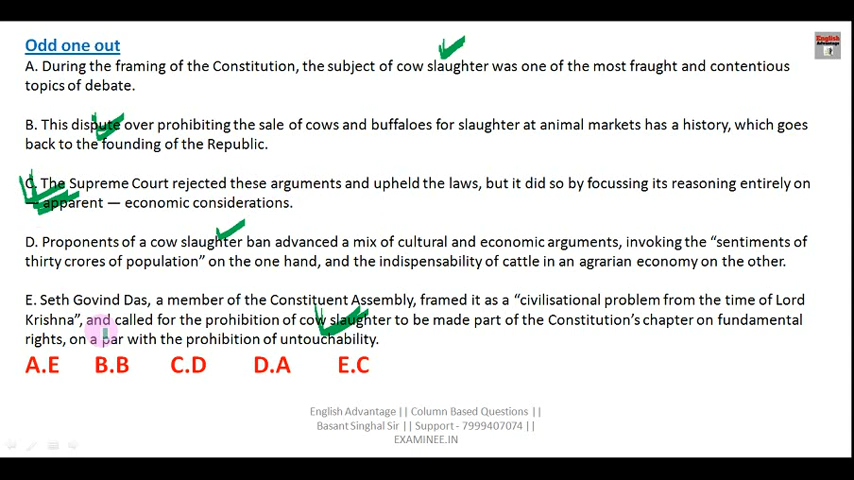 Odd one out
A. During the framing of the Constitution, the subject of cow slaughter was one of the most fraught and contentious
topics of debate.
B. This dispute over prohibiting the sale of cows and buffaloes for slaughter at animal markets has a history, which goes
back to the founding of the Republic.
C. The Supreme Court rejected these arguments and upheld the laws, but it did so by focussing its reasoning entirely on
— apparent — economic considerations.
D. Proponents of a cow slaughter ban advanced a mix of cultural and economic arguments, invoking the “sentiments of
thirty crores of population” on the one hand, and the indispensability of cattle in an agrarian economy on the other.
E. Seth Govind Das, a member of the Constituent Assembly, framed it as a “civilisational problem from the time of Lord
Krishna”, and called for the prohibition of cow slaughter to be made part of the Constitution’s chapter on fundamental
rights, on a par with the prohibition of untouchability.
A.E B.B C.D D.A E.C
English Advantage || Column Based Questions ||
Basant Singhal Sir || Support - 7999407074 ||
EXAMINEE.IN
English
Advantage